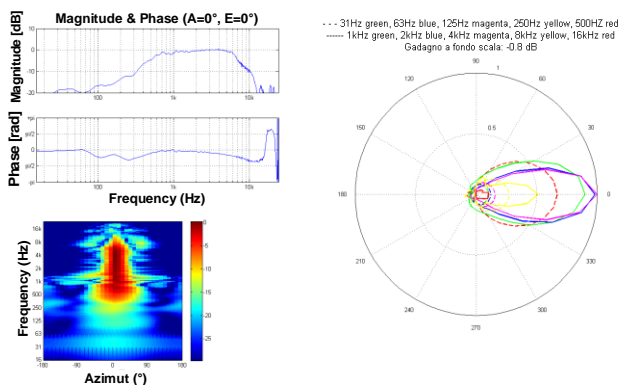 Magnitude & Phase (A=0°, E=0°)
Magnitude [dB]
10
0
-10
-20
100
1k
10k
Phase [rad]
0
100
1k
10k
Frequency (Hz)
Frequency (Hz)
16k
8k
4k
2k
1k
500
250
125
63
31
16
-180
-90
0
90
180
0
-5
-10
-15
-20
-25
Azimut (°)
- - - 31Hz green, 63Hz blue, 125Hz magenta, 250Hz yellow, 500HZ red
------ 1kHz green, 2kHz blue, 4kHz magenta, 8kHz yellow, 16kHz red
Gadagno a fondo scala: -0.8 dB
90
1
60
0.5
30
180
0
210
330
240
300
270